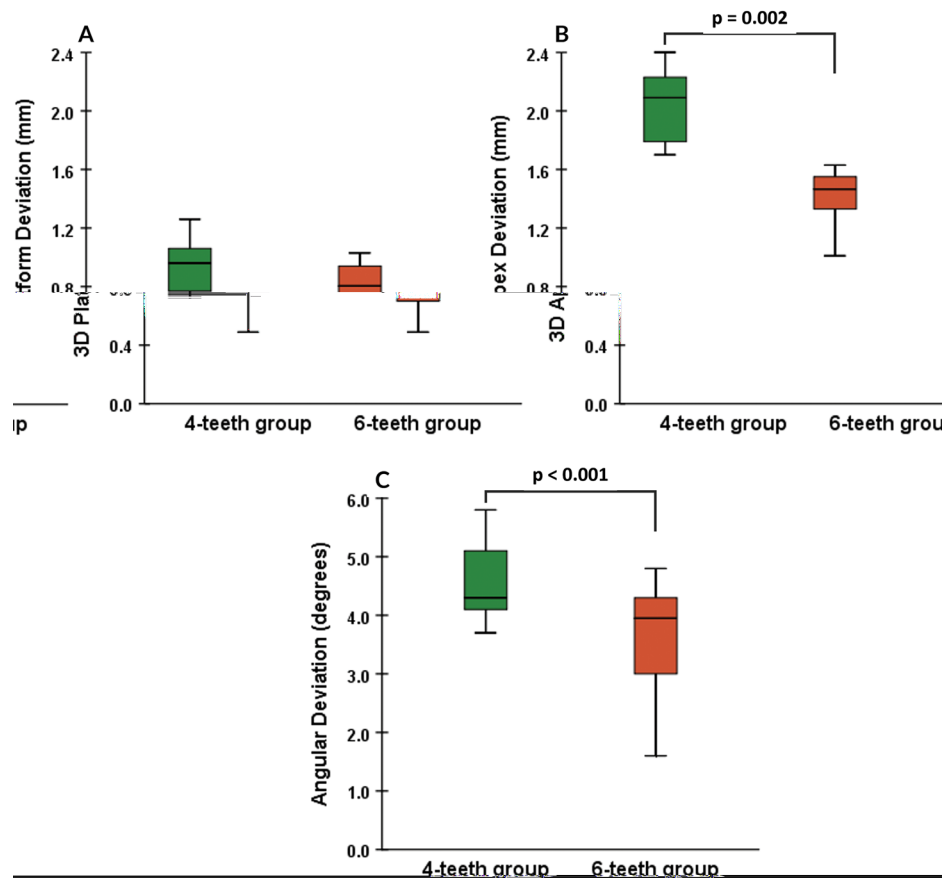 A
B
p = 0.002
2.4
2.0
1.6
1.2
0.8
0.4
0.0
3D Pla
form Deviation (mm)
4-teeth group
6-teeth group
2.4
2.0
1.6
1.2
0.8
0.4
0.0
3D A
pex Deviation (mm)
4-teeth group
6-teeth grou
C
p < 0.001
6.0
5.0
4.0
3.0
2.0
1.0
0.0
Angular Deviation (degrees)
4-teeth group
6-teeth group